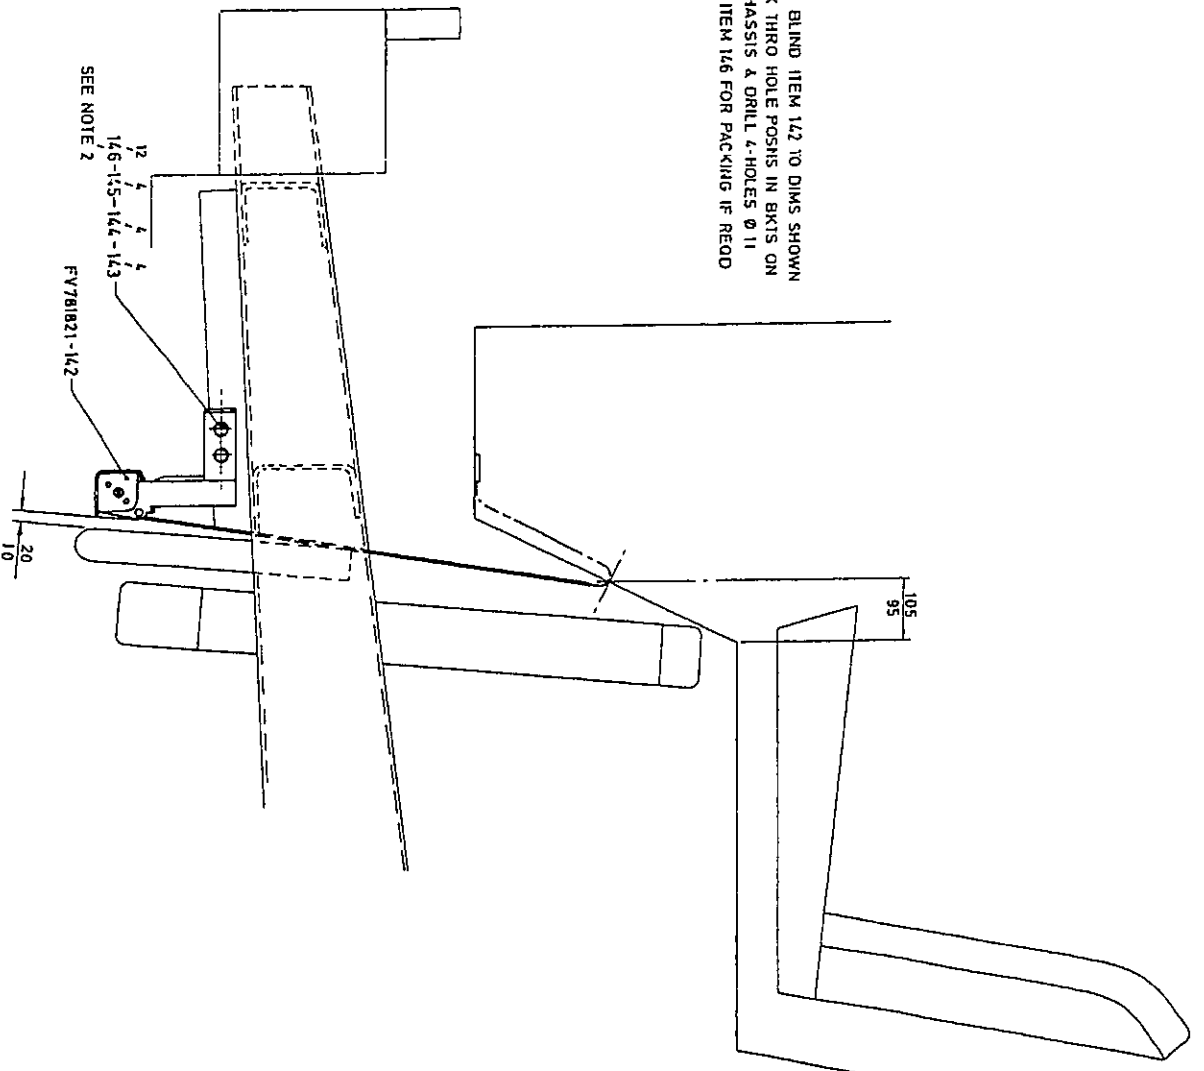 BLIND ITEM 142 TO DIMS SHOWN
THRO HOLE POSNS IN BKTS ON
HASSIS & DRILL 4-HOLES Ø 11
ITEM 146 FOR PACKING IF REQD
12 4 4 4
146-145-144-143
SEE NOTE 2
FV781821-142
20
10
105
95